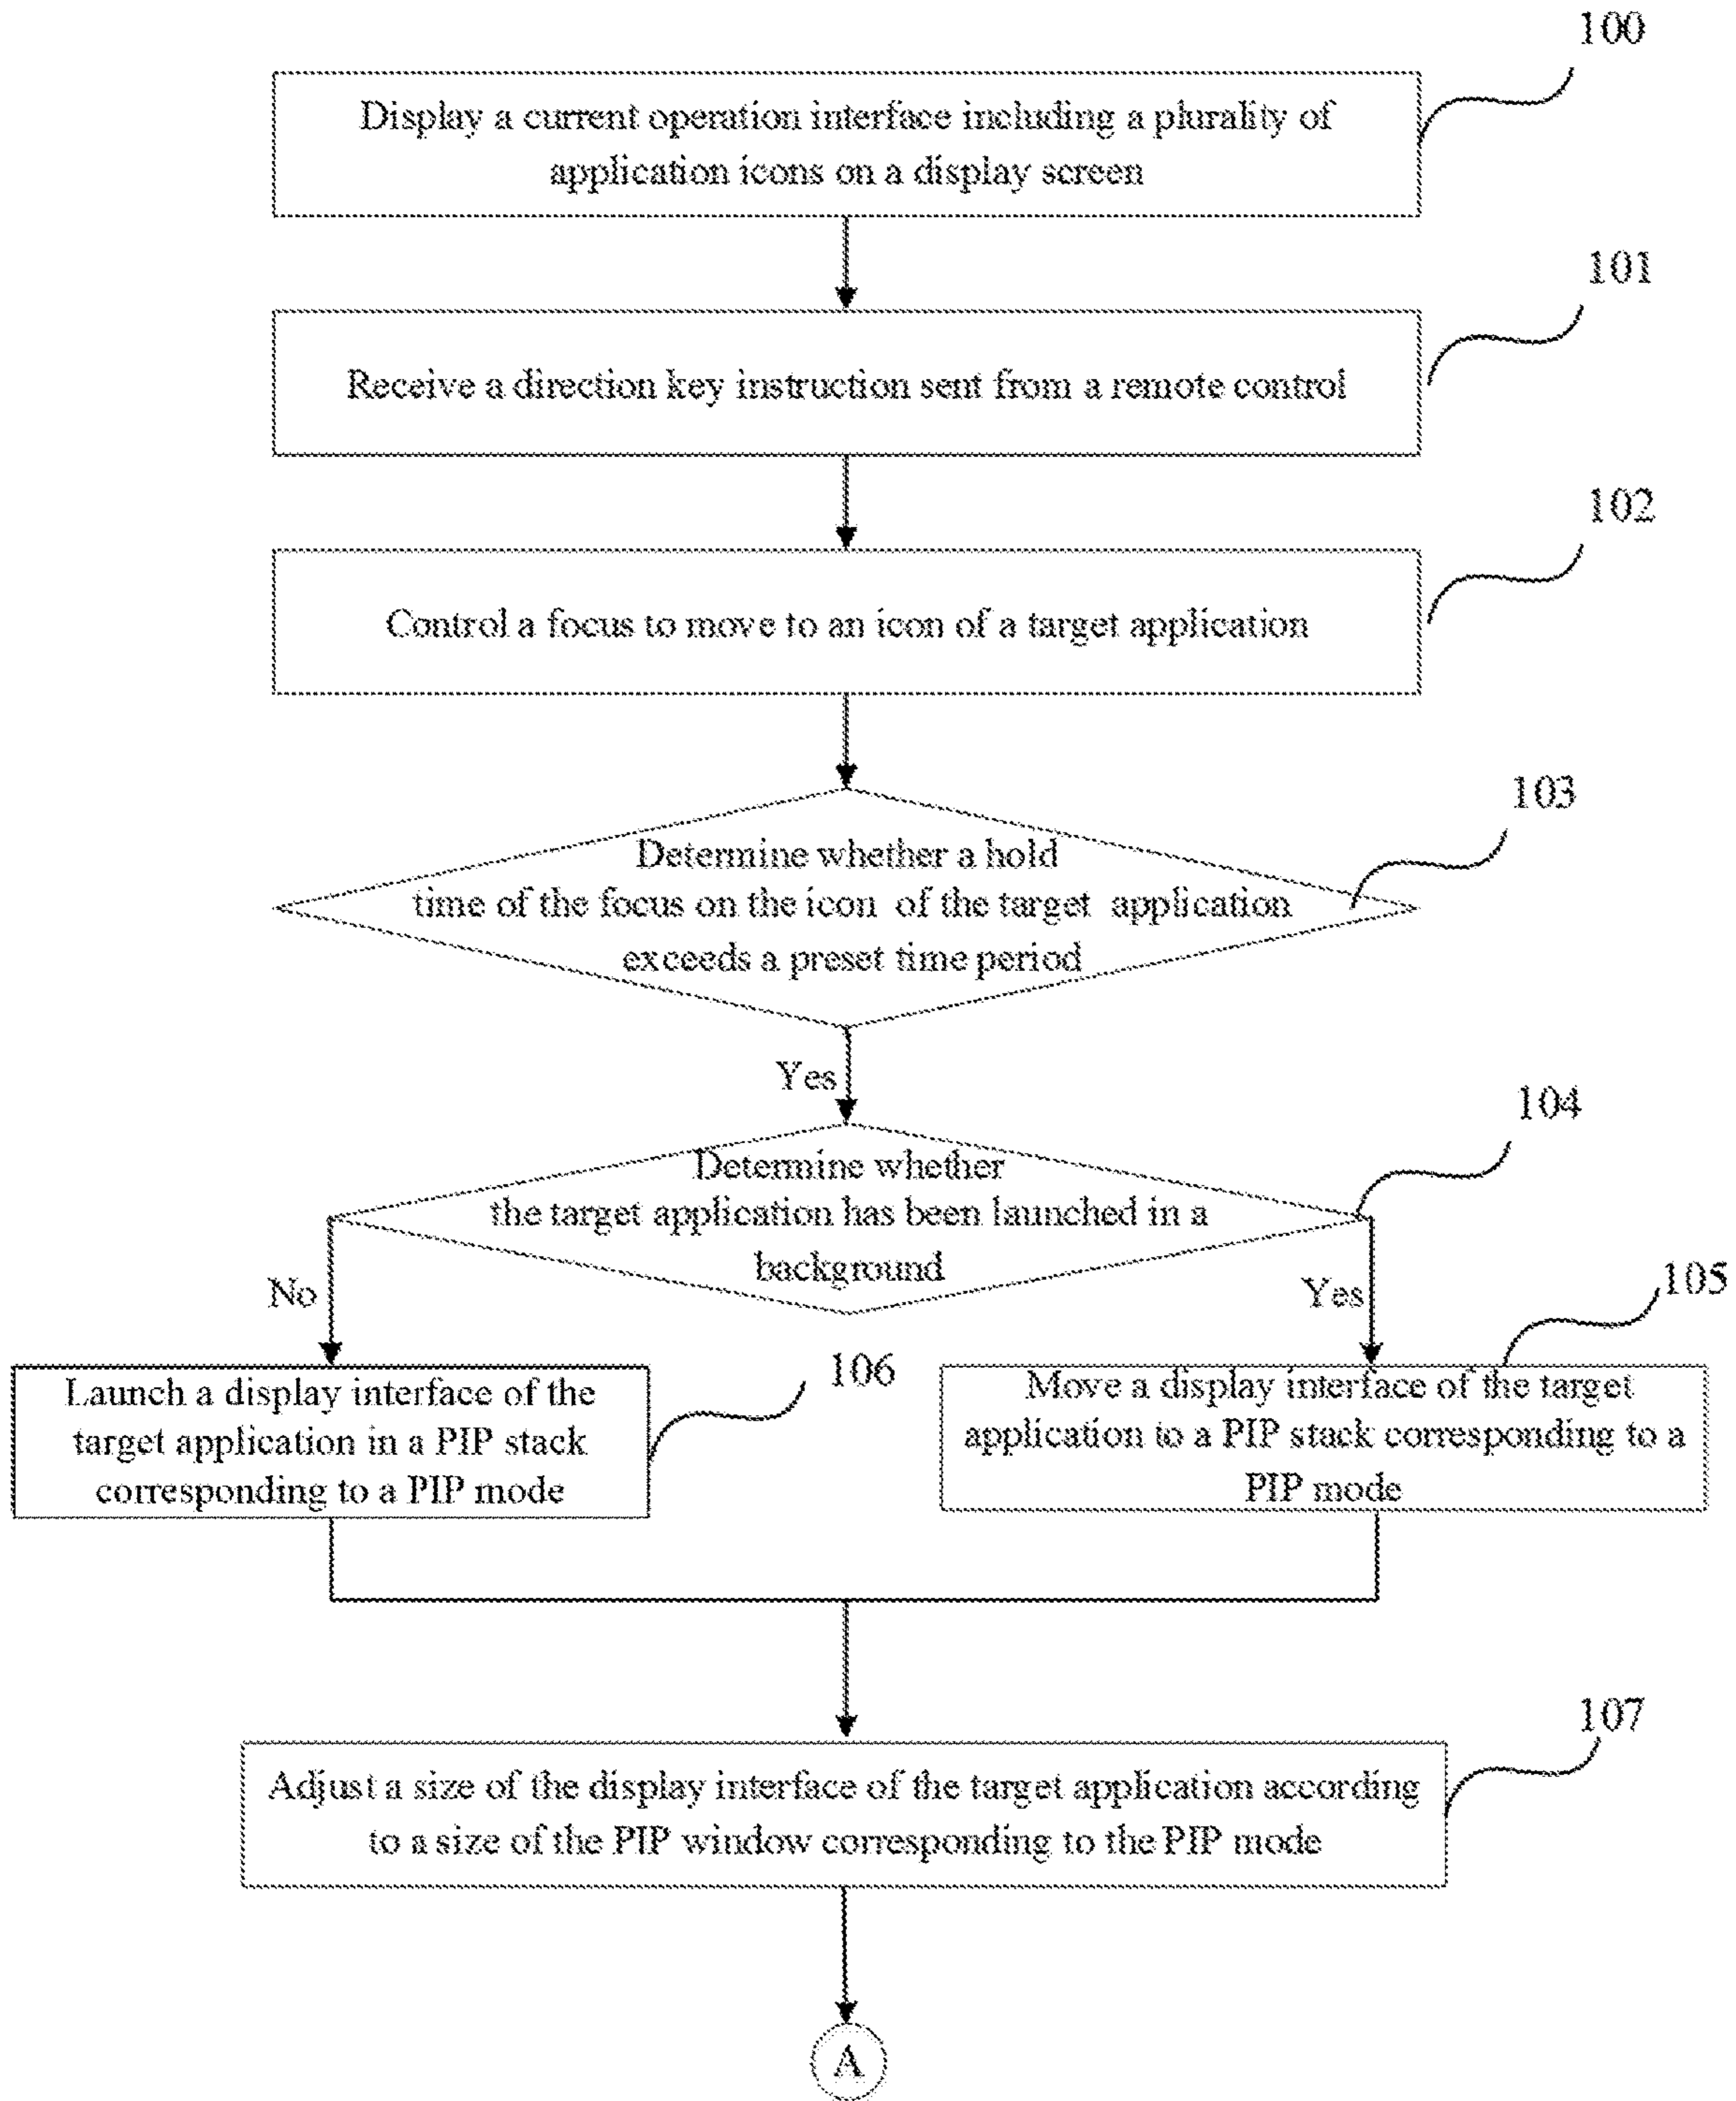 100
Display a current operation interface including a plurality of
application icons on a display screen
101
Receive a direction key instruction sent from a remote control
102
Control a focus to move to an icon of a target application
103
Determine whether a hold
time of the focus on the icon of the target application
exceeds a preset time period
Yes
104
Determine whether
the target application has been launched in a
background
No
Yes
105
106
Launch a display interface of the
target application in a PIP stack
corresponding to a PIP mode
Move a display interface of the target
application to a PIP stack corresponding to a
PIP mode
107
Adjust a size of the display interface of the target application according
to a size of the PIP window corresponding to the PIP mode
A